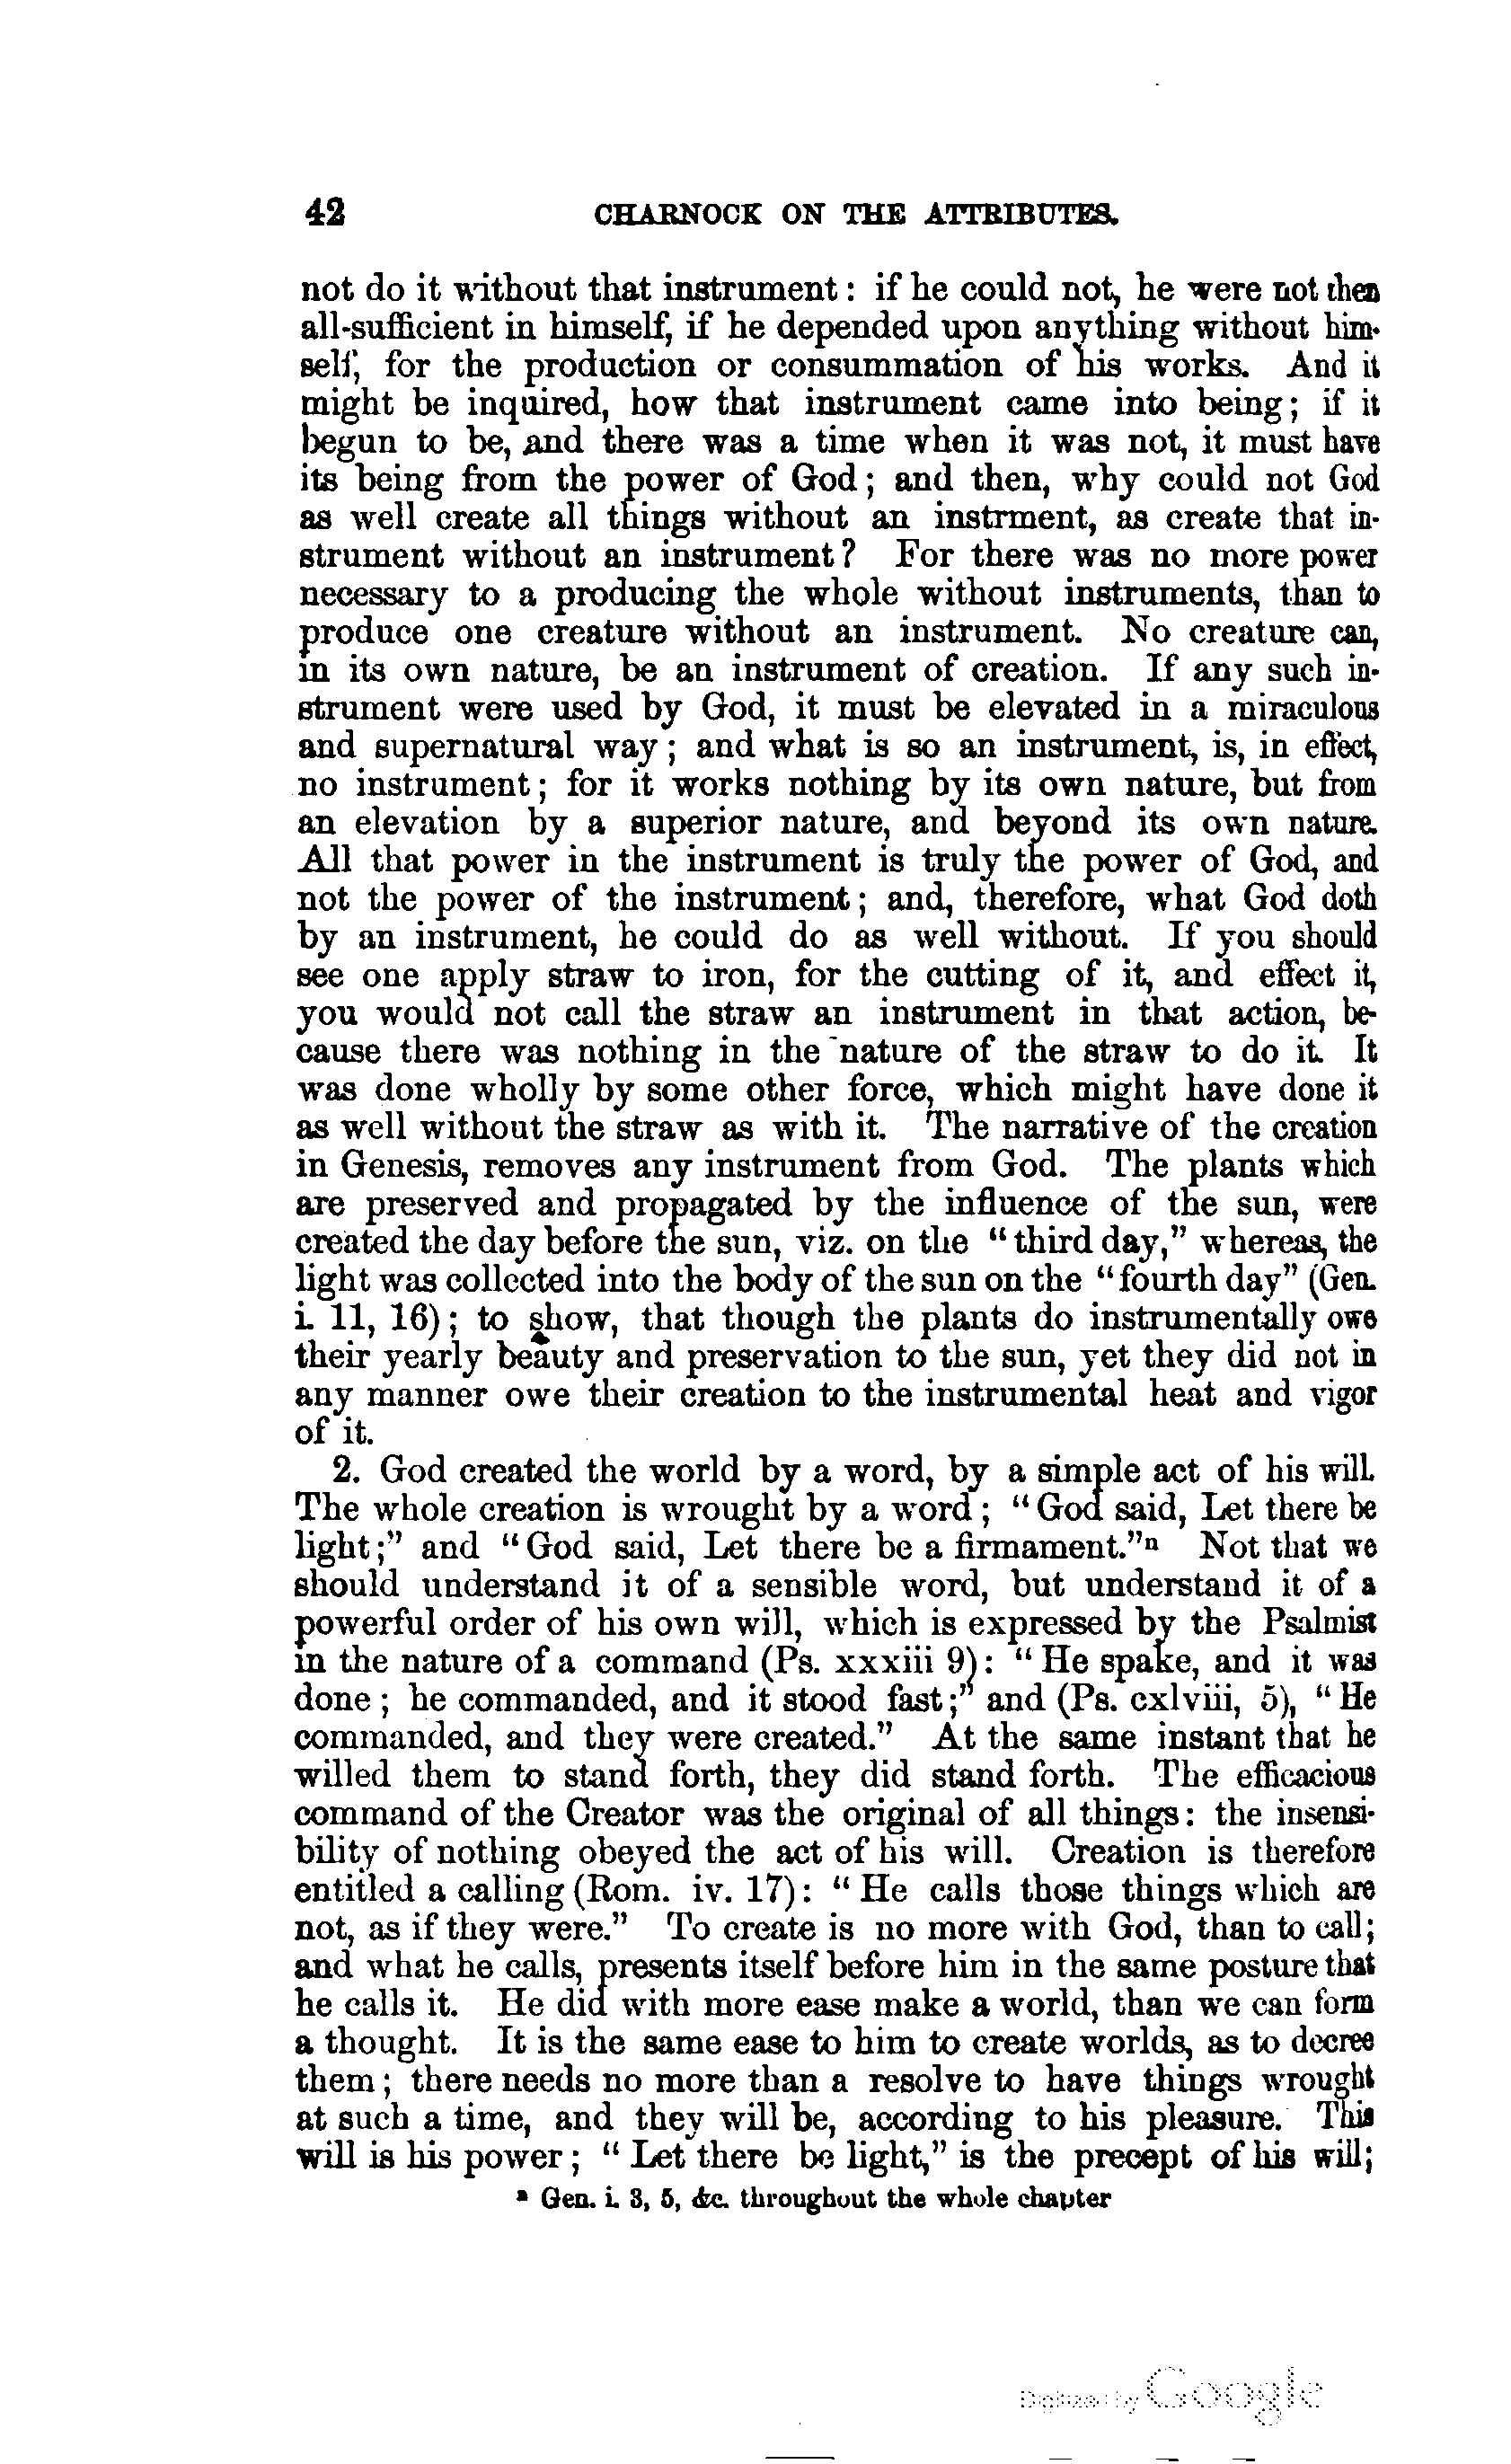 42 CHARNOCK ON THE ATTRIBUTES.
not do it without that instrument: if he could not, he were not then
all-sufficient in himself, if he depended upon anything without him-
self, for the production or consummation of his works. And it
might be inquired, how that instrument came into being; if it
begun to be, and there was a time when it was not, it must have
its being from the power of God; and then, why could not God
as well create all things without an instrment, as create that in-
strument without an instrument? For there was no more power
necessary to a producing the whole without instruments, than to
produce one creature without an instrument. No creature can,
in its own nature, be an instrument of creation. If any such in-
strument were used by God, it must be elevated in a miraculous
and supernatural way; and what is so an instrument, is, in effect,
no instrument; for it works nothing by its own nature, but from
an elevation by a superior nature, and beyond its own nature.
All that power in the instrument is truly the power of God, and
not the power of the instrument; and, therefore, what God doth
by an instrument, he could do as well without. If you should
see one apply straw to iron, for the cutting of it, and effect it,
you would not call the straw an instrument in that action, be-
cause there was nothing in the nature of the straw to do it. It
was done wholly by some other force, which might have done it
as well without the straw as with it. The narrative of the creation
in Genesis, removes any instrument from God. The plants which
are preserved and propagated by the influence of the sun, were
created the day before the sun, viz. on the "third day," whereas, the
light was collected into the body of the sun on the "fourth day" (Gen.
i. 11, 16); to show, that though the plants do instrumentally owe
their yearly beauty and preservation to the sun, yet they did not in
any manner owe their creation to the instrumental heat and vigor
of it.
2. God created the world by a word, by a simple act of his will.
The whole creation is wrought by a word; "God said, Let there be
light;" and "God said, Let there be a firmament."n Not that we
should understand it of a sensible word, but understand it of a
powerful order of his own will, which is expressed by the Psalmist
in the nature of a command (Ps. xxxiii 9): "He spake, and it was
done; he commanded, and it stood fast;" and (Ps. cxlviii, 5), "He
commanded, and they were created." At the same instant that he
willed them to stand forth, they did stand forth. The efficacious
command of the Creator was the original of all things: the insensi-
bility of nothing obeyed the act of his will. Creation is therefore
entitled a calling (Rom. iv. 17): "He calls those things which are
not, as if they were." To create is no more with God, than to call;
and what he calls, presents itself before him in the same posture that
he calls it. He did with more ease make a world, than we can form
a thought. It is the same ease to him to create worlds, as to decree
them; there needs no more than a resolve to have things wrought
at such a time, and they will be, according to his pleasure. This
will is his power; "Let there be light," is the precept of his will;
n Gen. i. 3, 5, &c. throughout the whole chapter
Digitized by Google